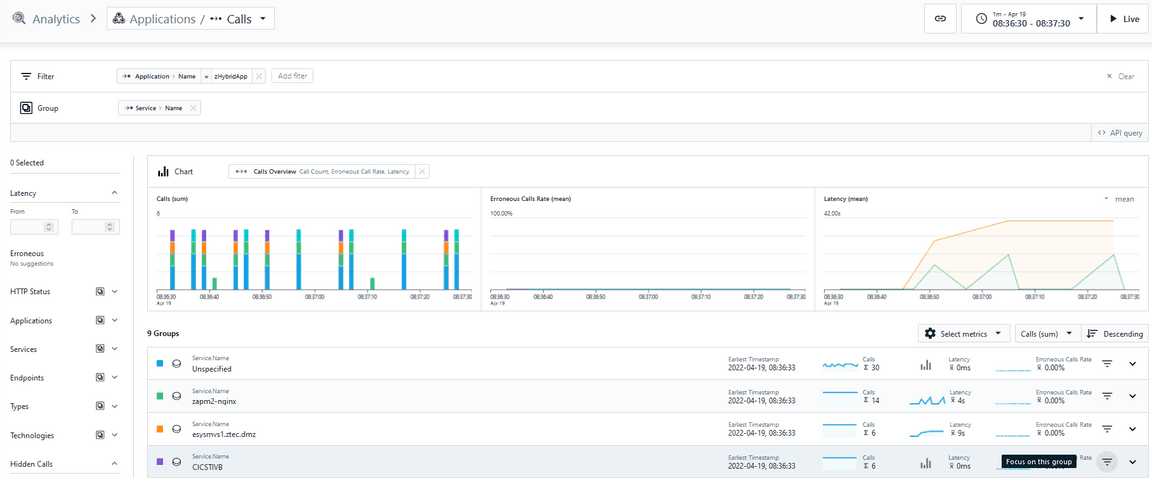 Analytics > Applications / Calls
1m - Apr 19
08:36:30 - 08:37:30
Live
Filter
Application > Name = zHybridApp
Add filter
Clear
Group
Service > Name
API query
0 Selected
Latency
From To
Erroneous
No suggestions
HTTP Status
Applications
Services
Endpoints
Types
Technologies
Hidden Calls
Chart
Calls Overview Call Count, Erroneous Call Rate, Latency
Calls (sum)
6
08:36:30 08:36:40 08:36:50 08:37:00 08:37:10 08:37:20 08:37:30
Apr 19
Erroneous Calls Rate (mean)
100.00%
08:36:30 08:36:40 08:36:50 08:37:00 08:37:10 08:37:20 08:37:30
Apr 19
Latency (mean)
mean
42.00s
08:36:30 08:36:40 08:36:50 08:37:00 08:37:10 08:37:20 08:37:30
Apr 19
9 Groups
Select metrics
Calls (sum)
Descending
Service.Name Earliest Timestamp Calls Latency Erroneous Calls Rate
Unspecified 2022-04-19, 08:36:33 Σ 30 x̄ 0ms x̄ 0.00%
Service.Name Earliest Timestamp Calls Latency Erroneous Calls Rate
zapm2-nginx 2022-04-19, 08:36:33 Σ 14 x̄ 4s x̄ 0.00%
Service.Name Earliest Timestamp Calls Latency Erroneous Calls Rate
esysmvs1.ztec.dmz 2022-04-19, 08:36:33 Σ 6 x̄ 9s x̄ 0.00%
Service.Name Earliest Timestamp Calls Latency Rate
CICSTIVB 2022-04-19, 08:36:33 Σ 6 x̄ 0ms
Focus on this group